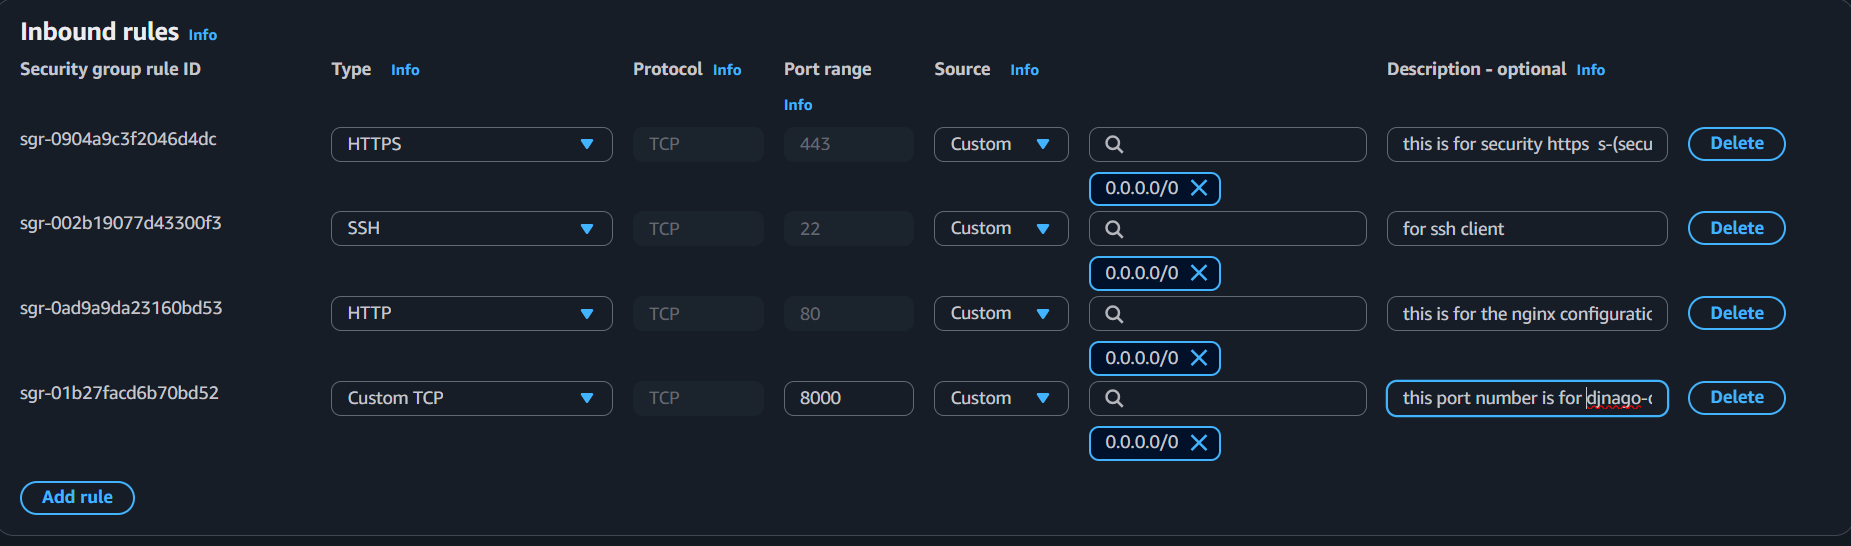 Inbound rules Info
Security group rule ID Type Info Protocol Info Port range Info Source Info Description - optional Info
sgr-0904a9c3f2046d4dc HTTPS TCP 443 Custom this is for security https s-(secu Delete
0.0.0.0/0
sgr-002b19077d43300f3 SSH TCP 22 Custom for ssh client Delete
0.0.0.0/0
sgr-0ad9a9da23160bd53 HTTP TCP 80 Custom this is for the nginx configuratic Delete
0.0.0.0/0
sgr-01b27facd6b70bd52 Custom TCP TCP 8000 Custom this port number is for djnago-c Delete
0.0.0.0/0
Add rule